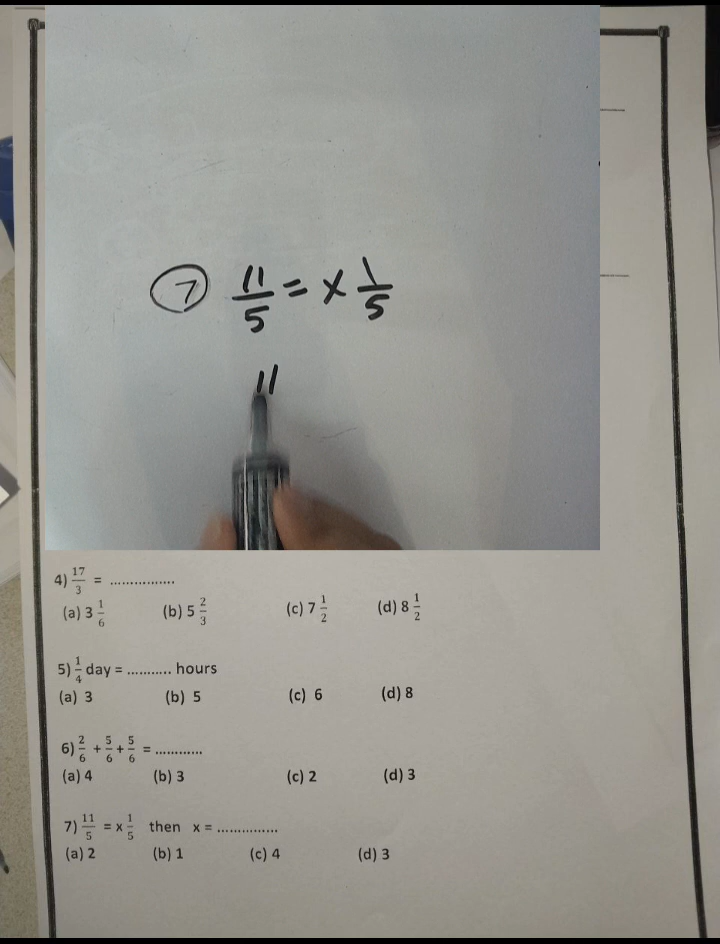 ⑦ 11/5 = x 1/5
11
4) 17/3 = ................
(a) 3 1/6 (b) 5 2/3 (c) 7 1/2 (d) 8 1/2
5) 1/4 day = ........... hours
(a) 3 (b) 5 (c) 6 (d) 8
6) 2/6 + 5/6 + 5/6 = ............
(a) 4 (b) 3 (c) 2 (d) 3
7) 11/5 = x 1/5 then x = ...............
(a) 2 (b) 1 (c) 4 (d) 3